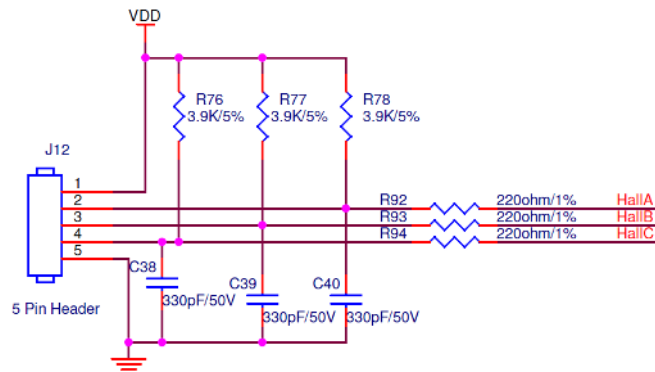 VDD
R76
3.9K/5%
R77
3.9K/5%
R78
3.9K/5%
J12
1
2
3
4
5
R92
220ohm/1%
HallA
R93
220ohm/1%
HallB
R94
220ohm/1%
HallC
C38
330pF/50V
C39
330pF/50V
C40
330pF/50V
5 Pin Header